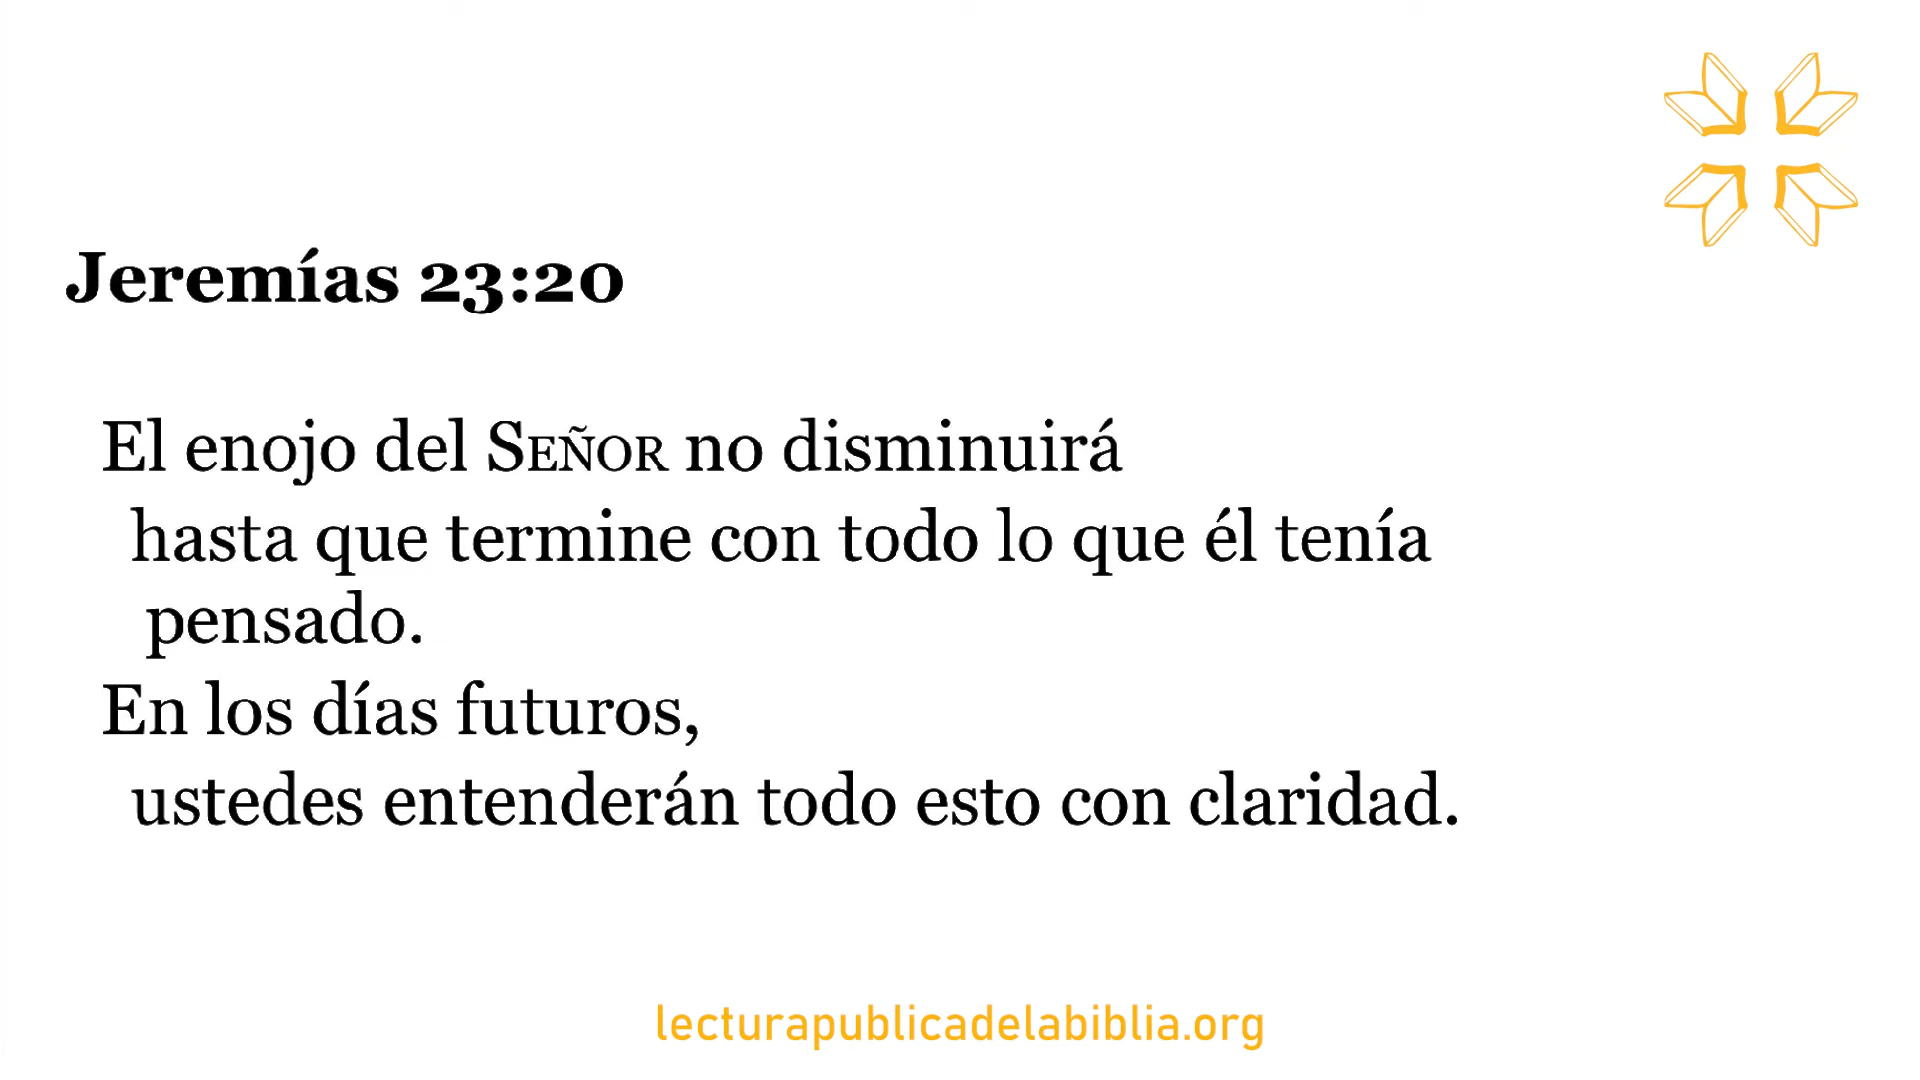 Jeremías 23:20
El enojo del SEÑOR no disminuirá
hasta que termine con todo lo que él tenía
pensado.
En los días futuros,
ustedes entenderán todo esto con claridad.
lecturapublicadelabiblia.org